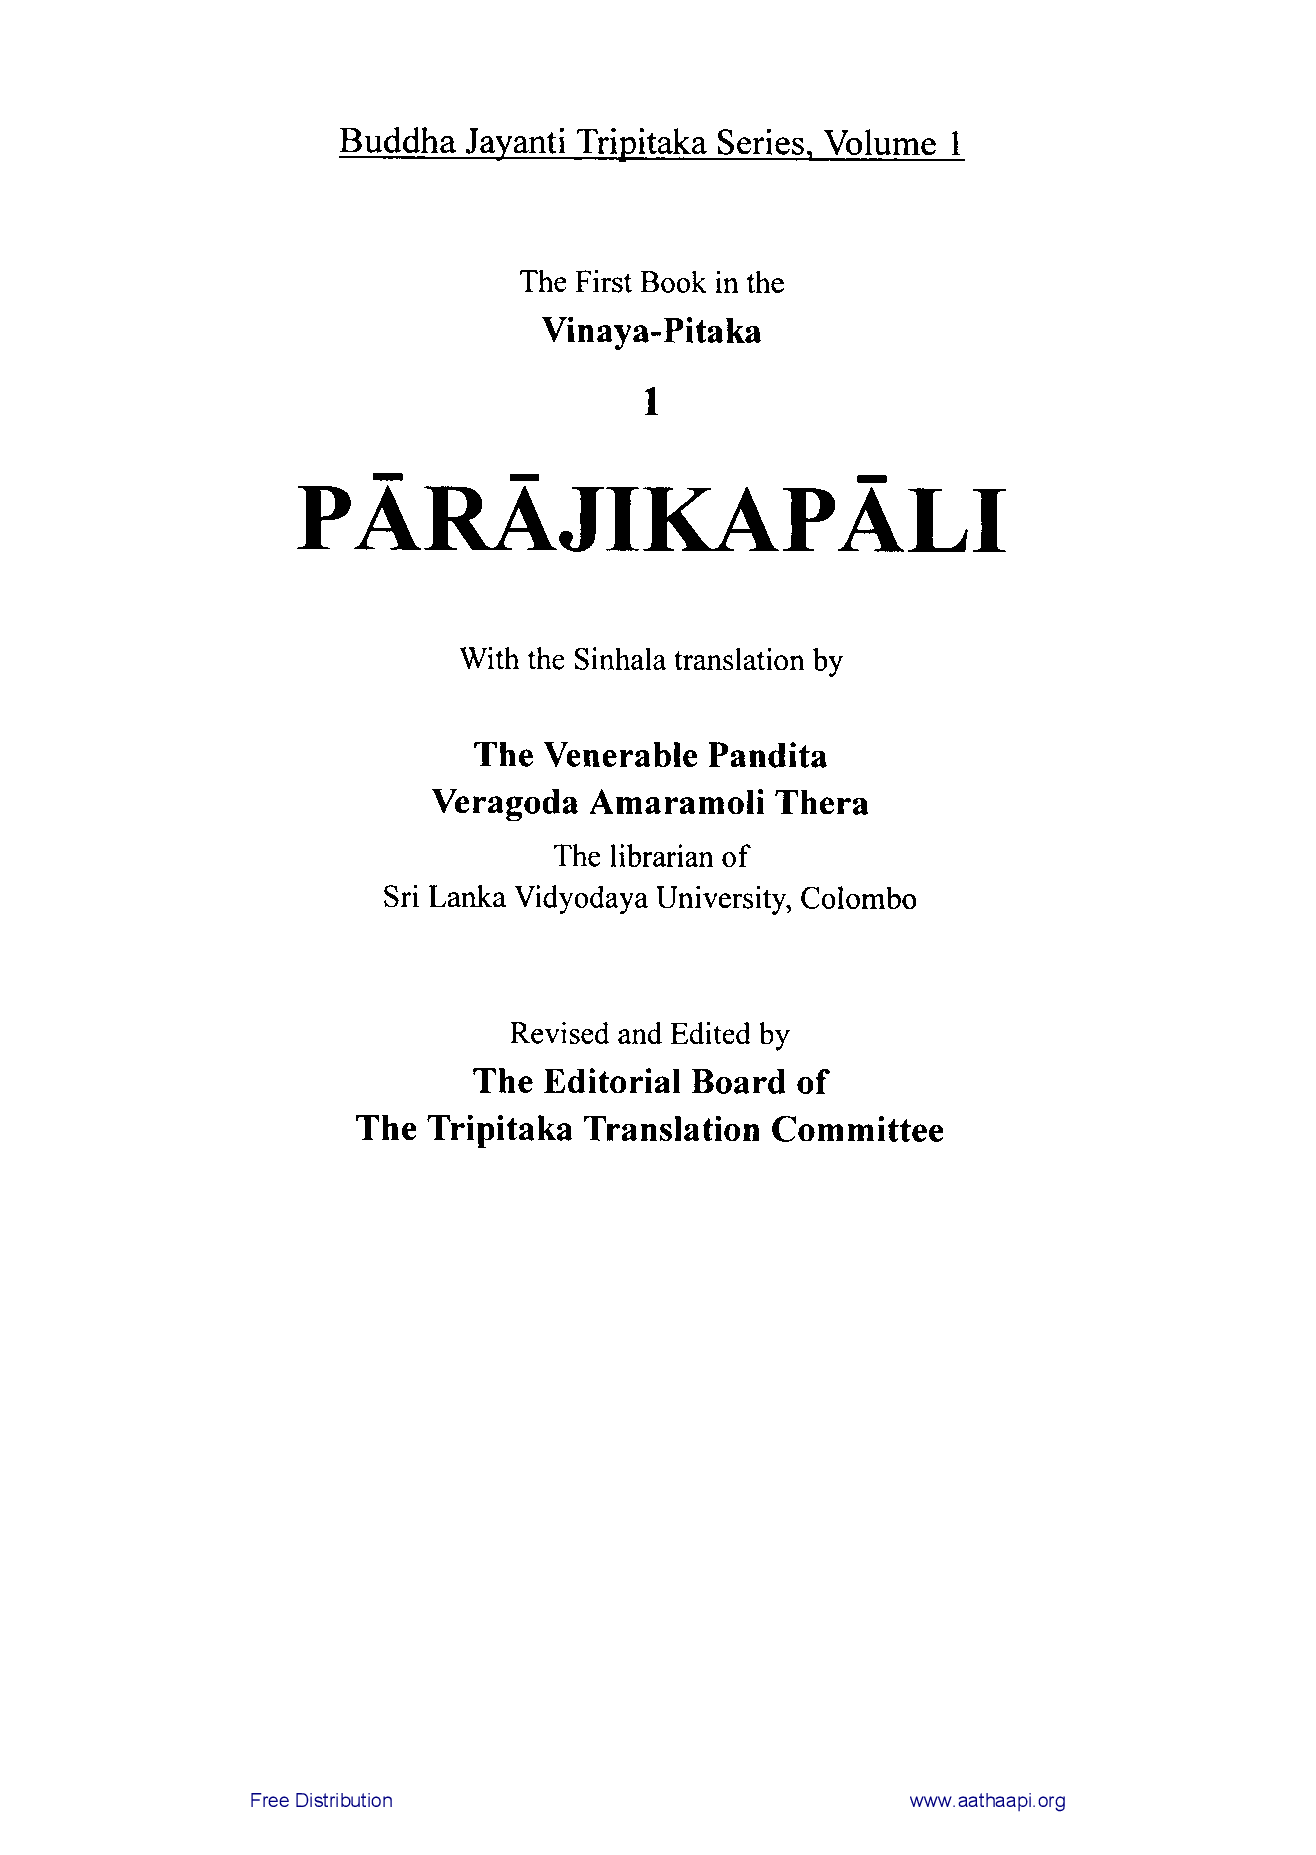 Buddha Jayanti Tripitaka Series, Volume 1
The First Book in the
Vinaya-Pitaka
1
PĀRĀJIKAPĀLI
With the Sinhala translation by
The Venerable Pandita
Veragoda Amaramoli Thera
The librarian of
Sri Lanka Vidyodaya University, Colombo
Revised and Edited by
The Editorial Board of
The Tripitaka Translation Committee
Free Distribution www.aathaapi.org